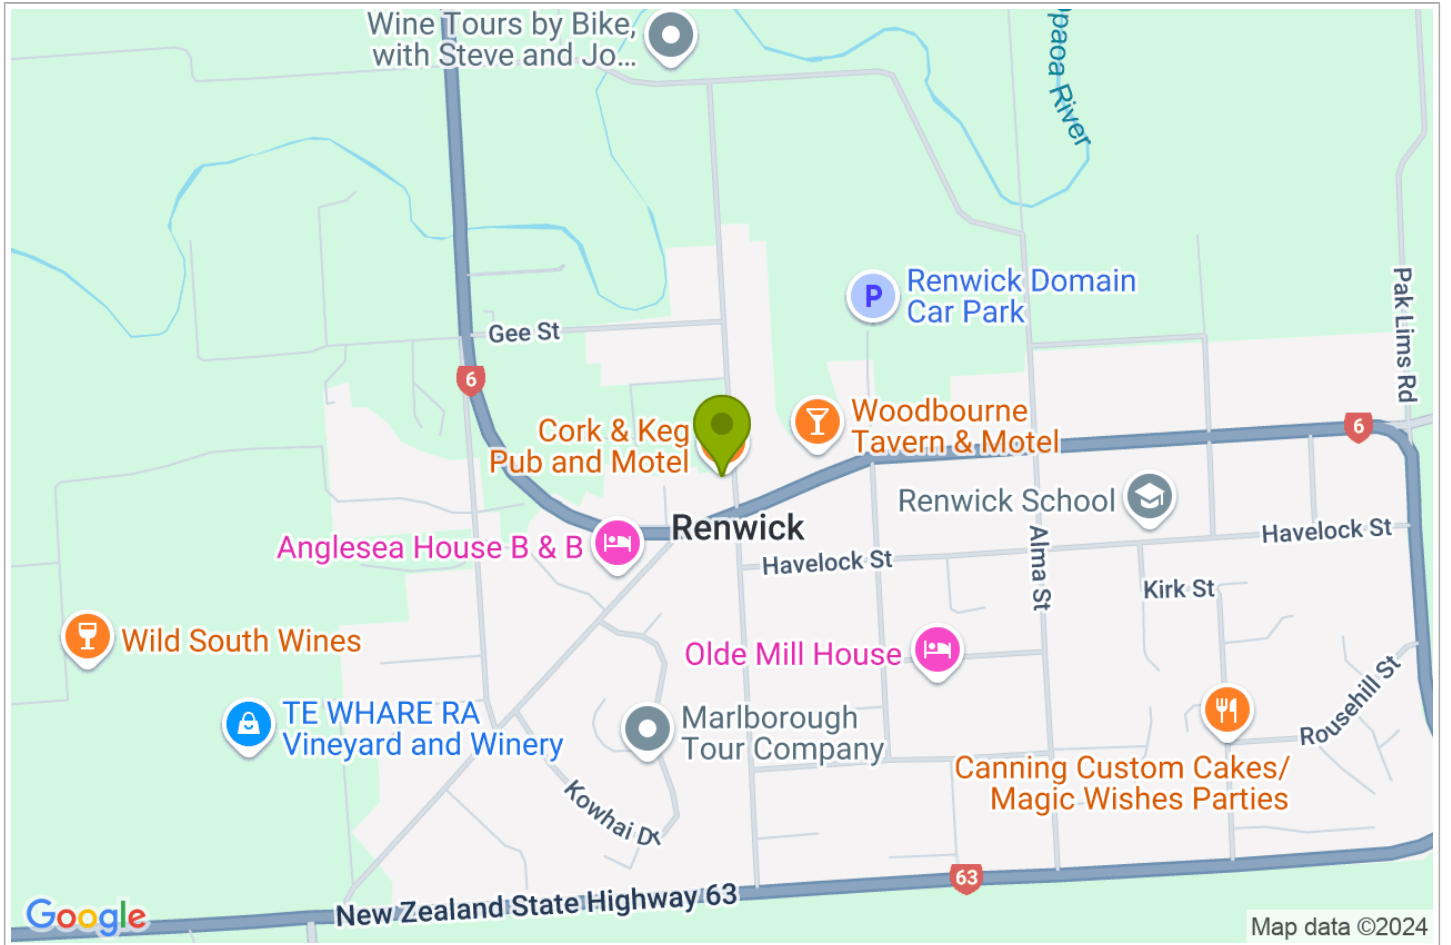 Wine Tours by Bike,
with Steve and Jo...
opaoa River
Renwick Domain
Car Park
P
Pak Lims Rd
Gee St
6
Cork & Keg
Pub and Motel
Woodbourne
Tavern & Motel
6
Renwick School
Renwick
Anglesea House B & B
Havelock St
Havelock St
Alma St
Kirk St
Wild South Wines
Olde Mill House
TE WHARE RA
Vineyard and Winery
Marlborough
Tour Company
Rousehill St
Canning Custom Cakes/
Magic Wishes Parties
Kowhai Dr
63
New Zealand State Highway 63
Google
Map data ©2024